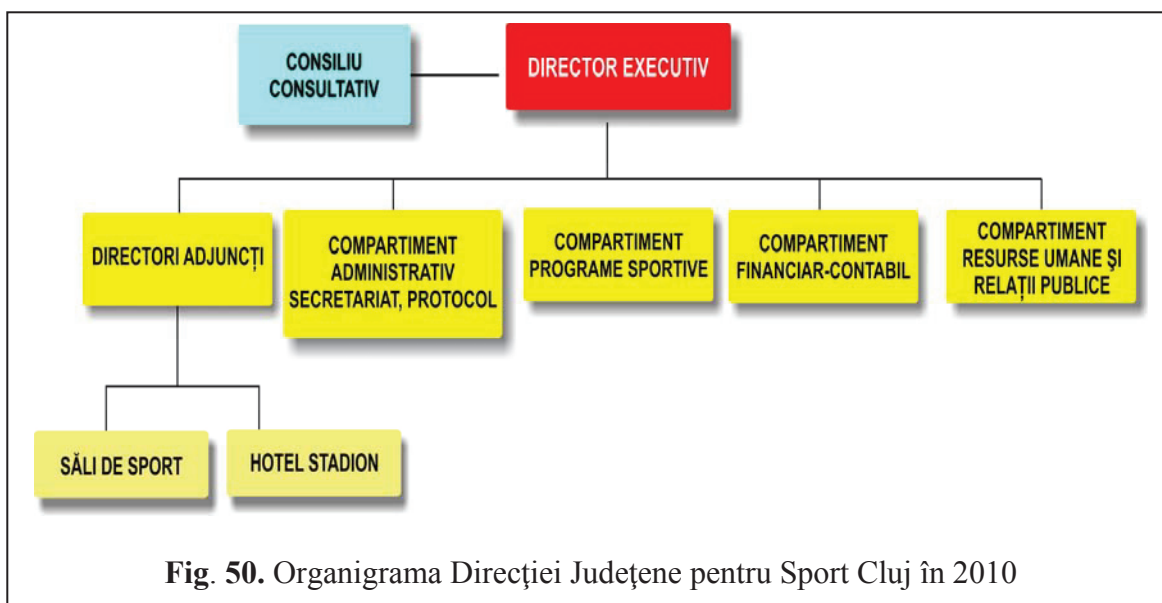 CONSILIU
CONSULTATIV
DIRECTOR EXECUTIV
DIRECTORI ADJUNCȚI
COMPARTIMENT
ADMINISTRATIV
SECRETARIAT, PROTOCOL
COMPARTIMENT
PROGRAME SPORTIVE
COMPARTIMENT
FINANCIAR-CONTABIL
COMPARTIMENT
RESURSE UMANE ŞI
RELAȚII PUBLICE
SĂLI DE SPORT
HOTEL STADION
Fig. 50. Organigrama Direcţiei Judeţene pentru Sport Cluj în 2010